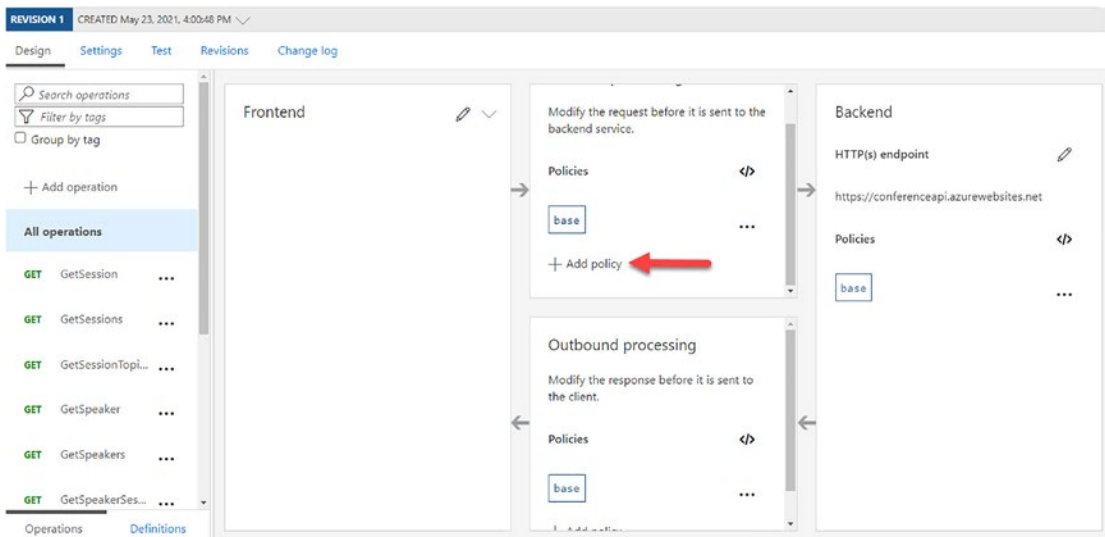 REVISION 1 CREATED May 23, 2021, 4:00:48 PM
Design Settings Test Revisions Change log
Search operations
Filter by tags
Group by tag
+ Add operation
All operations
GET GetSession ...
GET GetSessions ...
GET GetSessionTopi... ...
GET GetSpeaker ...
GET GetSpeakers ...
GET GetSpeakerSes... ...
Operations Definitions
Frontend
Modify the request before it is sent to the
backend service.
Policies </>
base ...
+ Add policy
Outbound processing
Modify the response before it is sent to
the client.
Policies </>
base ...
+ Add policy
Backend
HTTP(s) endpoint
https://conferenceapi.azurewebsites.net
Policies </>
base ...